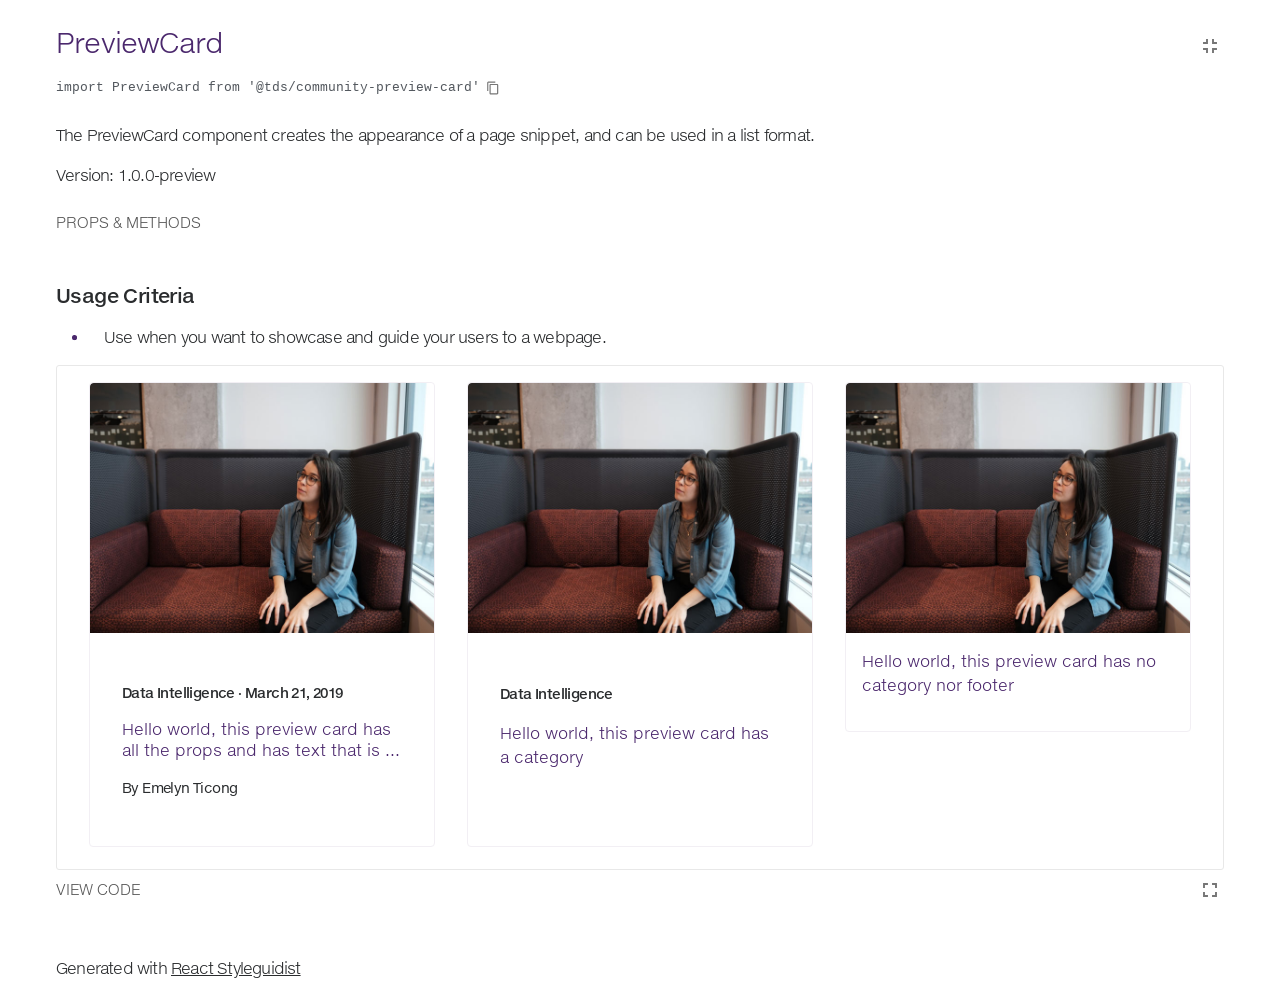 PreviewCard
import PreviewCard from '@tds/community-preview-card'
The PreviewCard component creates the appearance of a page snippet, and can be used in a list format.
Version: 1.0.0-preview
PROPS & METHODS
Usage Criteria
Use when you want to showcase and guide your users to a webpage.
Data Intelligence · March 21, 2019
Hello world, this preview card has
all the props and has text that is ...
By Emelyn Ticong
Data Intelligence
Hello world, this preview card has
a category
Hello world, this preview card has no
category nor footer
VIEW CODE
Generated with React Styleguidist